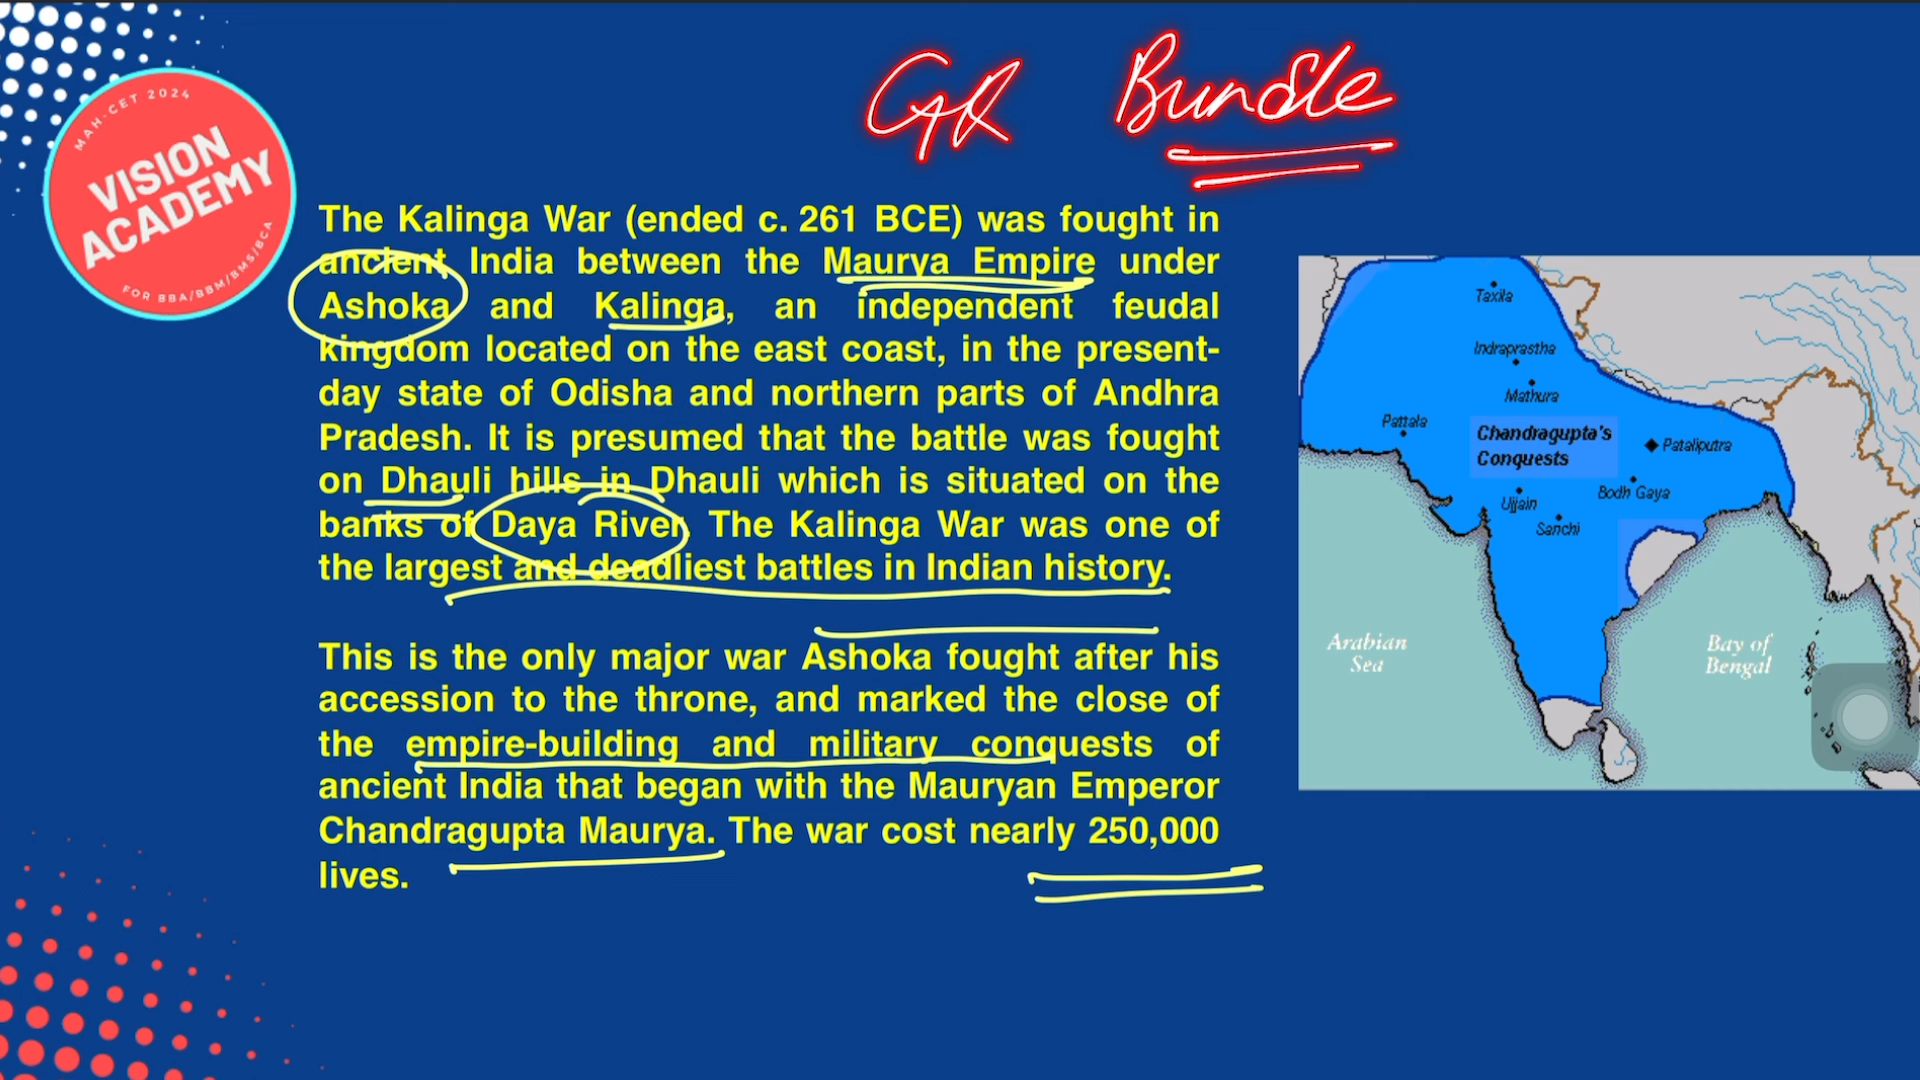 GK Bundle
MAH-CET 2024
VISION
ACADEMY
FOR BBA/BBM/BMS/BCA
The Kalinga War (ended c. 261 BCE) was fought in
ancient India between the Maurya Empire under
Ashoka and Kalinga, an independent feudal
kingdom located on the east coast, in the present-
day state of Odisha and northern parts of Andhra
Pradesh. It is presumed that the battle was fought
on Dhauli hills in Dhauli which is situated on the
banks of Daya River. The Kalinga War was one of
the largest and deadliest battles in Indian history.
This is the only major war Ashoka fought after his
accession to the throne, and marked the close of
the empire-building and military conquests of
ancient India that began with the Mauryan Emperor
Chandragupta Maurya. The war cost nearly 250,000
lives.
Taxila
Indraprastha
Mathura
Pattala
Chandragupta's
Conquests
Pataliputra
Bodh Gaya
Ujjain
Sanchi
Arabian
Sea
Bay of
Bengal